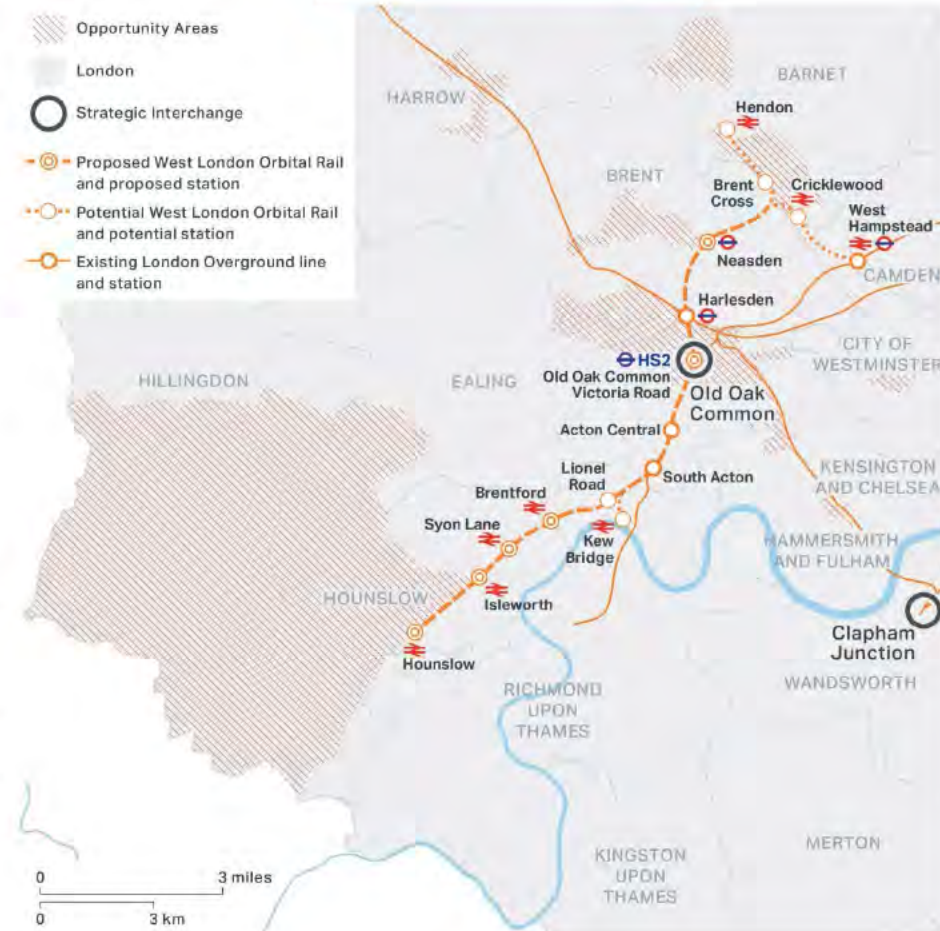 Opportunity Areas
London
Strategic Interchange
Proposed West London Orbital Rail
and proposed station
Potential West London Orbital Rail
and potential station
Existing London Overground line
and station
HARROW
BARNET
Hendon
BRENT
Brent
Cross
Cricklewood
West
Hampstead
Neasden
CAMDEN
Harlesden
CITY OF
WESTMINSTER
HS2
Old Oak Common
Victoria Road
Old Oak
Common
HILLINGDON
EALING
Acton Central
Lionel
Road
South Acton
KENSINGTON
AND CHELSEA
Brentford
Syon Lane
Kew
Bridge
HAMMERSMITH
AND FULHAM
HOUNSLOW
Isleworth
Hounslow
Clapham
Junction
WANDSWORTH
RICHMOND
UPON
THAMES
MERTON
KINGSTON
UPON
THAMES
0
3 miles
0
3 km